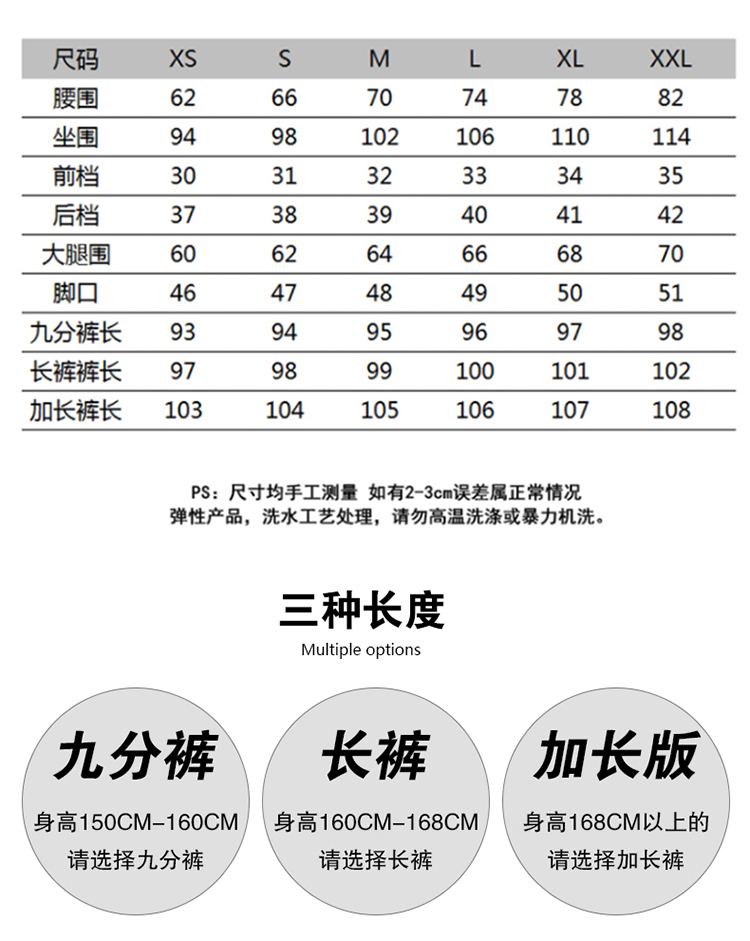 尺码 XS S M L XL XXL
腰围 62 66 70 74 78 82
坐围 94 98 102 106 110 114
前档 30 31 32 33 34 35
后档 37 38 39 40 41 42
大腿围 60 62 64 66 68 70
脚口 46 47 48 49 50 51
九分裤长 93 94 95 96 97 98
长裤裤长 97 98 99 100 101 102
加长裤长 103 104 105 106 107 108
PS：尺寸均手工测量 如有2-3cm误差属正常情况
弹性产品，洗水工艺处理，请勿高温洗涤或暴力机洗。
三种长度
Multiple options
九分裤
身高150CM-160CM
请选择九分裤
长裤
身高160CM-168CM
请选择长裤
加长版
身高168CM以上的
请选择加长裤